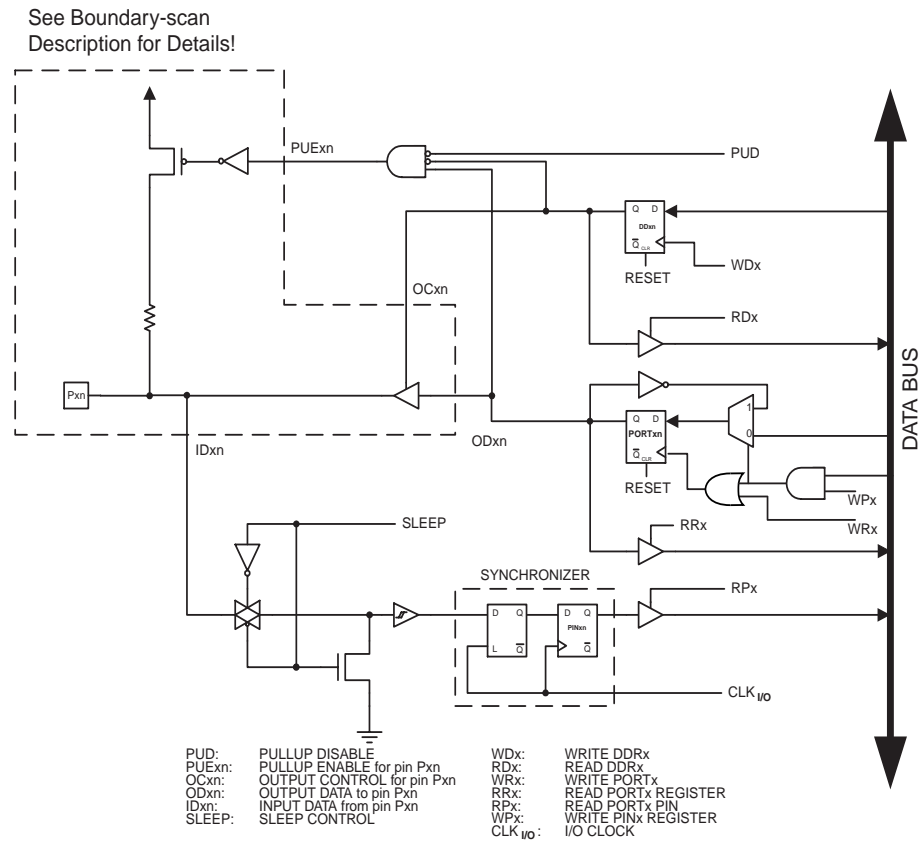 See Boundary-scan
Description for Details!
PUExn
PUD
Q D
DDxn
Q CLR
WDx
RESET
OCxn
RDx
Pxn
1
Q D
PORTxn
0
ODxn
IDxn
Q CLR
RESET
WPx
WRx
RRx
SLEEP
SYNCHRONIZER
RPx
D Q
D Q
PINxn
L Q
Q
CLK I/O
DATA BUS
PUD: PULLUP DISABLE
PUExn: PULLUP ENABLE for pin Pxn
OCxn: OUTPUT CONTROL for pin Pxn
ODxn: OUTPUT DATA to pin Pxn
IDxn: INPUT DATA from pin Pxn
SLEEP: SLEEP CONTROL
WDx: WRITE DDRx
RDx: READ DDRx
WRx: WRITE PORTx
RRx: READ PORTx REGISTER
RPx: READ PORTx PIN
WPx: WRITE PINx REGISTER
CLK I/O: I/O CLOCK